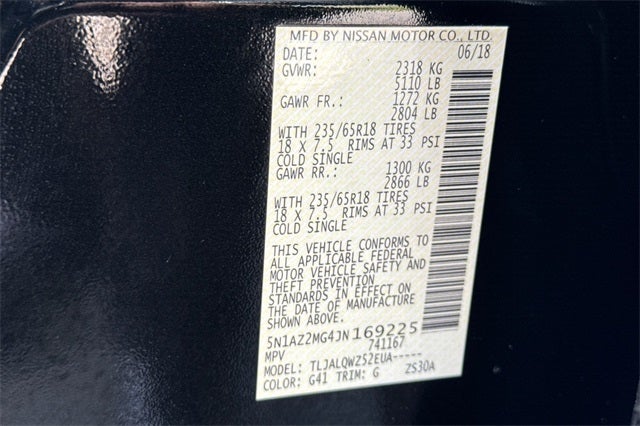 MFD BY NISSAN MOTOR CO., LTD.
DATE: 06/18
GVWR: 2318 KG
5110 LB
GAWR FR.: 1272 KG
2804 LB
WITH 235/65R18 TIRES
18 X 7.5 RIMS AT 33 PSI
COLD SINGLE
GAWR RR.: 1300 KG
2866 LB
WITH 235/65R18 TIRES
18 X 7.5 RIMS AT 33 PSI
COLD SINGLE
THIS VEHICLE CONFORMS TO
ALL APPLICABLE FEDERAL
MOTOR VEHICLE SAFETY AND
THEFT PREVENTION
STANDARDS IN EFFECT ON
THE DATE OF MANUFACTURE
SHOWN ABOVE.
5N1AZ2MG4JN169225
MPV 741167
MODEL: TLJALQWZ52EUA-----
COLOR: G41 TRIM: G ZS30A